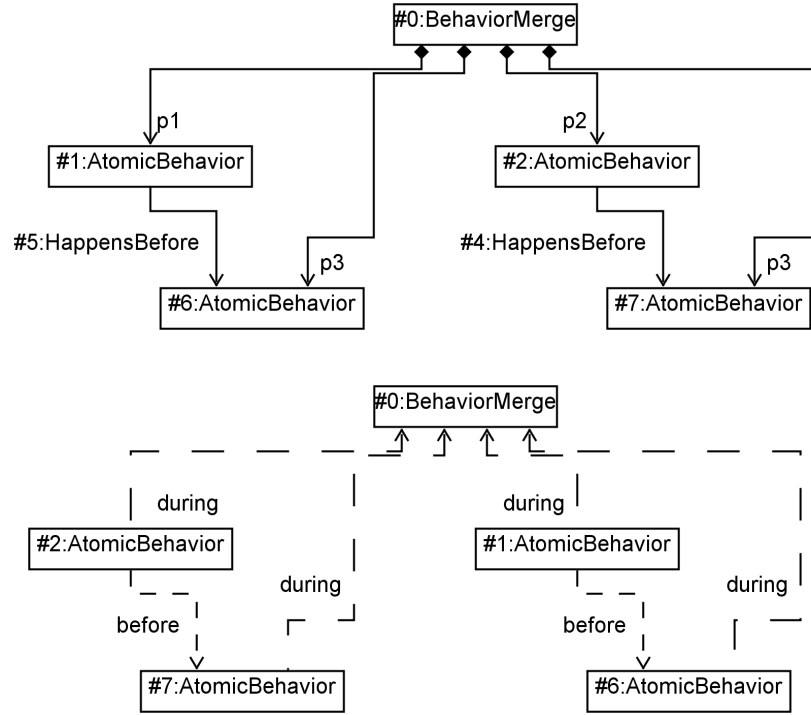 #0:BehaviorMerge
p1
p2
#1:AtomicBehavior
#2:AtomicBehavior
#5:HappensBefore
#4:HappensBefore
p3
p3
#6:AtomicBehavior
#7:AtomicBehavior
#0:BehaviorMerge
during
during
#2:AtomicBehavior
#1:AtomicBehavior
during
during
before
before
#7:AtomicBehavior
#6:AtomicBehavior